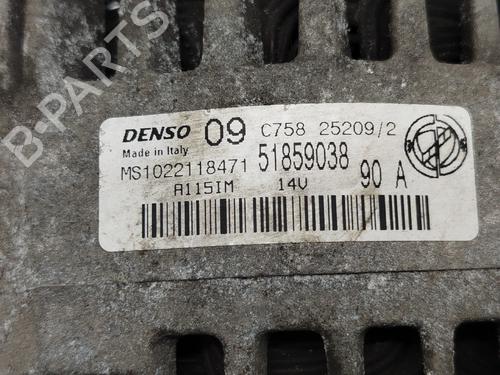 B-PARTS
DENSO 09 C758 25209/2
Made in Italy
MS1022118471 51859038
A115IM 14V 90 A